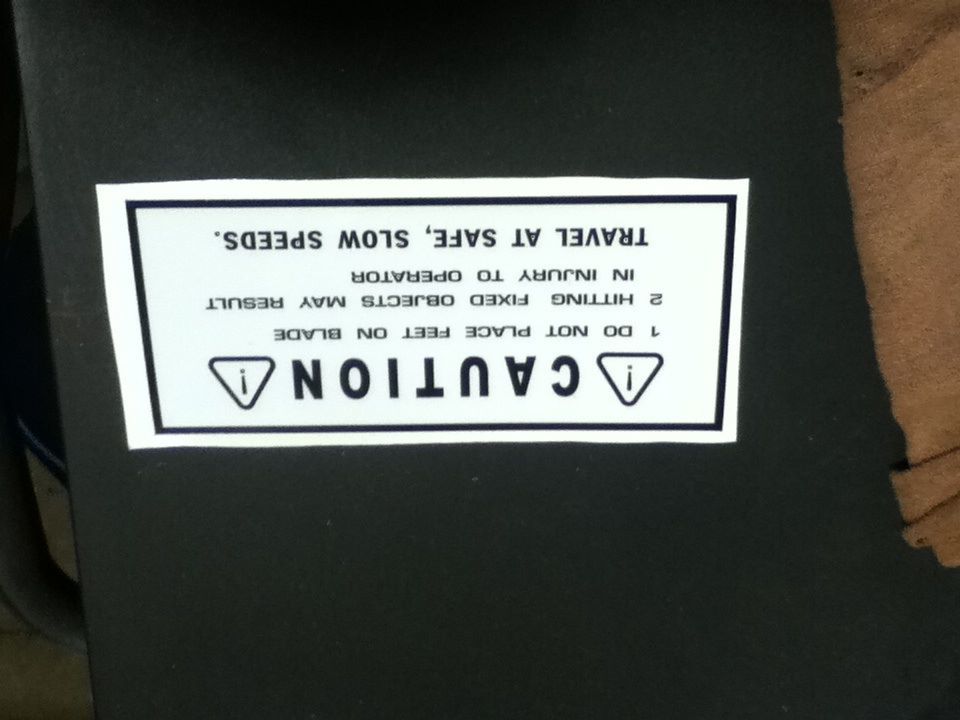 CAUTION
1 DO NOT PLACE FEET ON BLADE
2 HITTING FIXED OBJECTS MAY RESULT
IN INJURY TO OPERATOR
TRAVEL AT SAFE, SLOW SPEEDS.